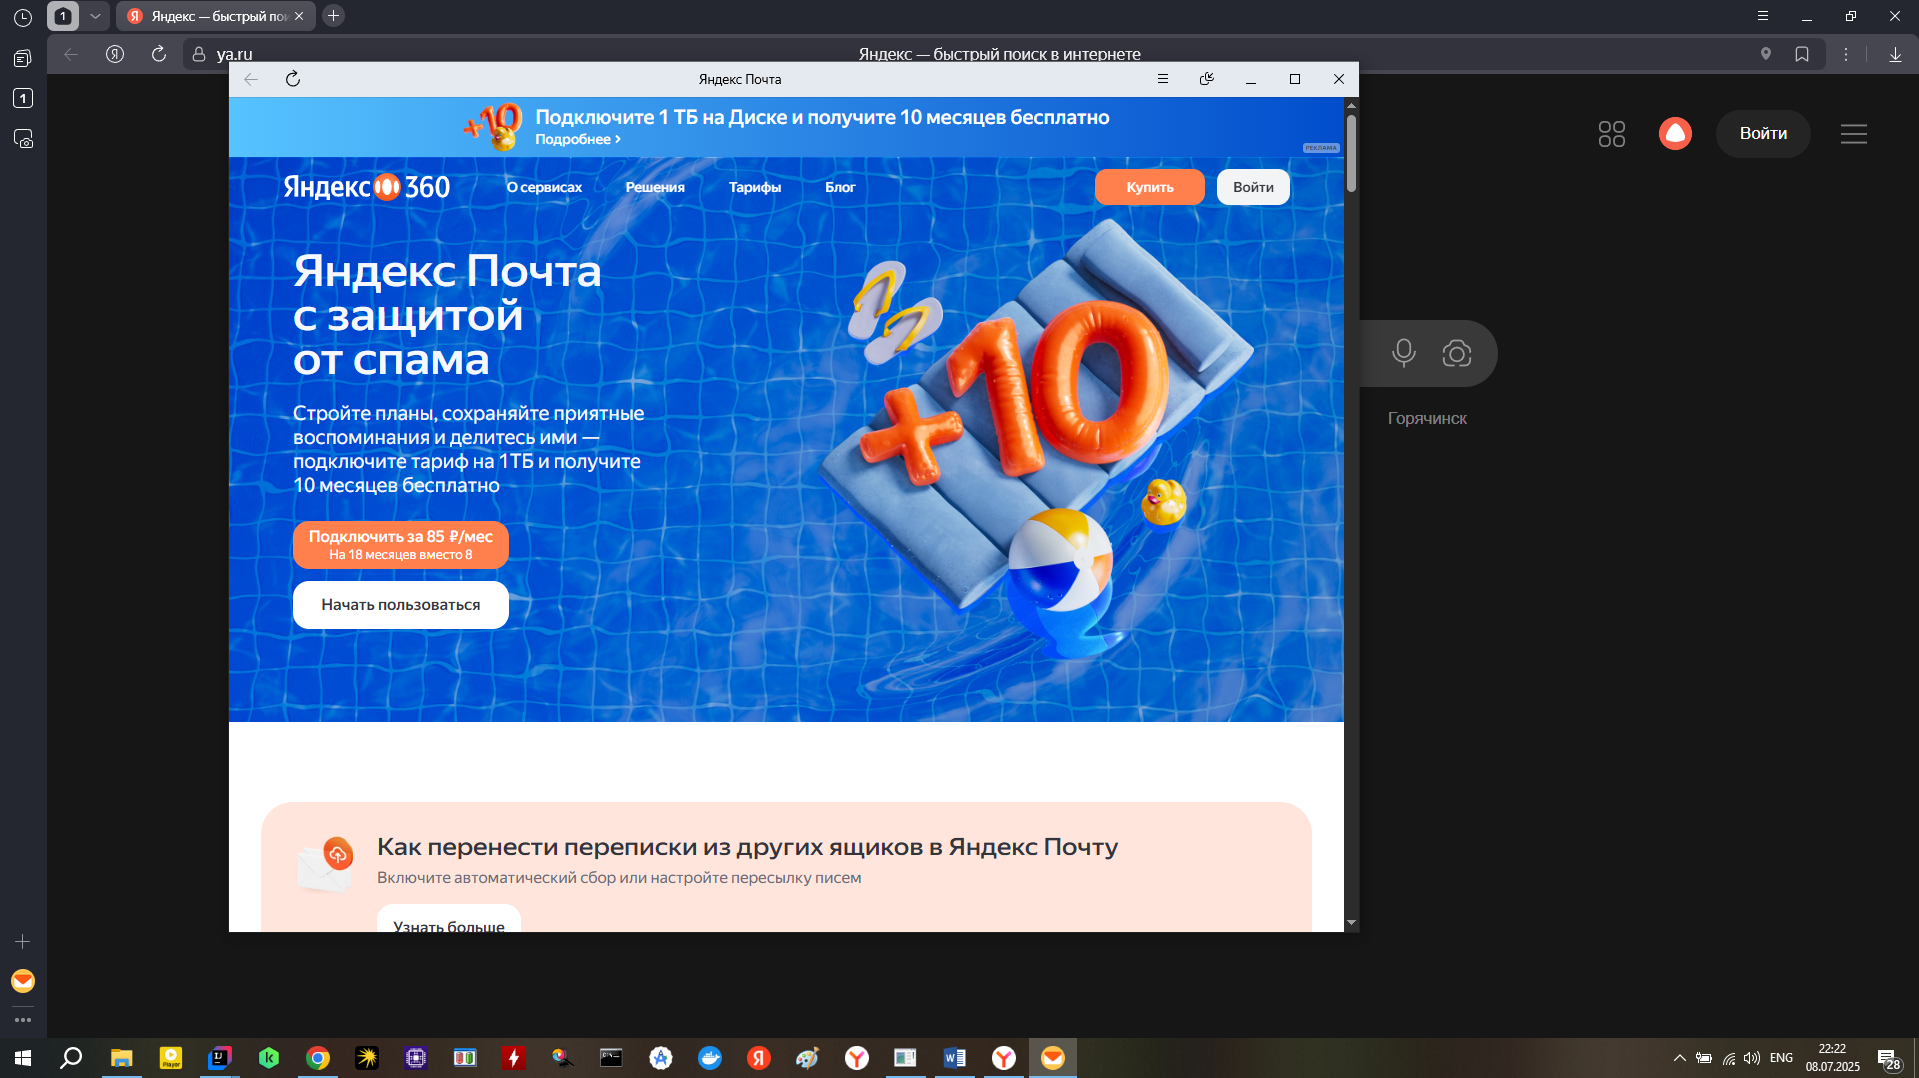 1
Яндекс — быстрый пои
ya.ru
Яндекс — быстрый поиск в интернете
1
Войти
Горячинск
Яндекс Почта
+10
Подключите 1 ТБ на Диске и получите 10 месяцев бесплатно
Подробнее >
РЕКЛАМА
Яндекс 360
О сервисах
Решения
Тарифы
Блог
Купить
Войти
Яндекс Почта
с защитой
от спама
Стройте планы, сохраняйте приятные
воспоминания и делитесь ими —
подключите тариф на 1ТБ и получите
10 месяцев бесплатно
Подключить за 85 ₽/мес
На 18 месяцев вместо 8
Начать пользоваться
+10
Как перенести переписки из других ящиков в Яндекс Почту
Включите автоматический сбор или настройте пересылку писем
Узнать больше
ENG
22:22
08.07.2025
28